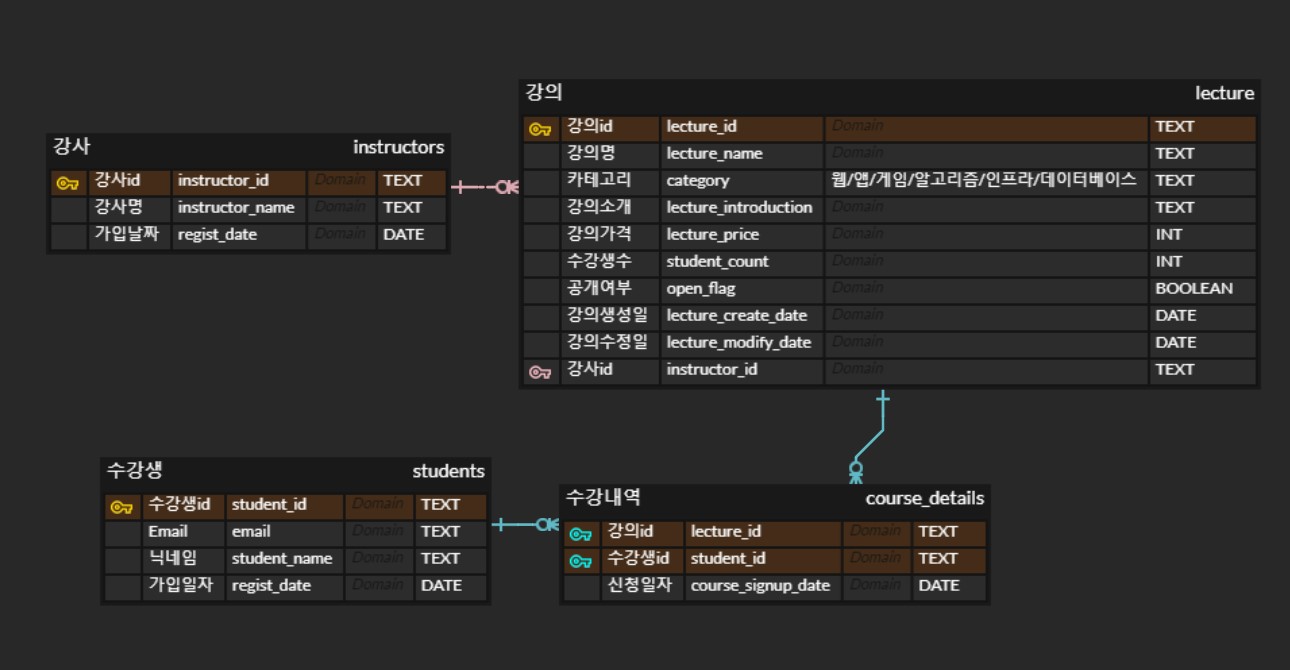 강의 lecture
강의id lecture_id Domain TEXT
강의명 lecture_name Domain TEXT
카테고리 category 웹/앱/게임/알고리즘/인프라/데이터베이스 TEXT
강의소개 lecture_introduction Domain TEXT
강의가격 lecture_price Domain INT
수강생수 student_count Domain INT
공개여부 open_flag Domain BOOLEAN
강의생성일 lecture_create_date Domain DATE
강의수정일 lecture_modify_date Domain DATE
강사id instructor_id Domain TEXT
강사 instructors
강사id instructor_id Domain TEXT
강사명 instructor_name Domain TEXT
가입날짜 regist_date Domain DATE
수강생 students
수강생id student_id Domain TEXT
Email email Domain TEXT
닉네임 student_name Domain TEXT
가입일자 regist_date Domain DATE
수강내역 course_details
강의id lecture_id Domain TEXT
수강생id student_id Domain TEXT
신청일자 course_signup_date Domain DATE